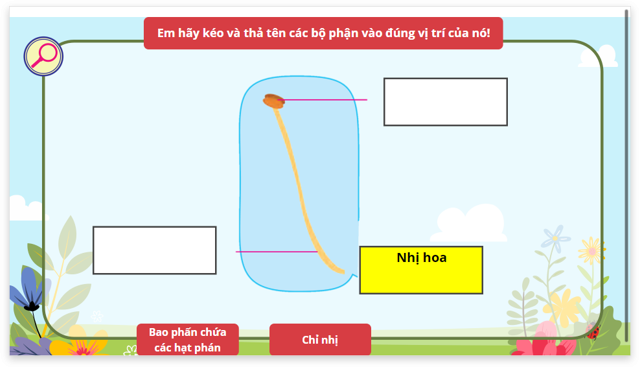 Em hãy kéo và thả tên các bộ phận vào đúng vị trí của nó!
Nhị hoa
Bao phấn chứa
các hạt phán
Chỉ nhị